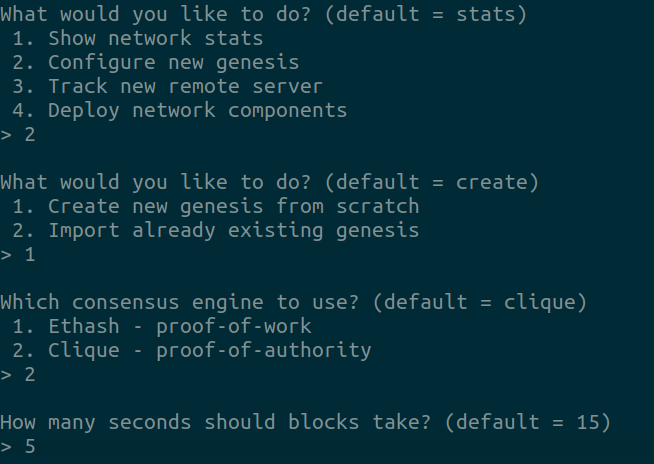 What would you like to do? (default = stats)
 1. Show network stats
 2. Configure new genesis
 3. Track new remote server
 4. Deploy network components
> 2

What would you like to do? (default = create)
 1. Create new genesis from scratch
 2. Import already existing genesis
> 1

Which consensus engine to use? (default = clique)
 1. Ethash - proof-of-work
 2. Clique - proof-of-authority
> 2

How many seconds should blocks take? (default = 15)
> 5